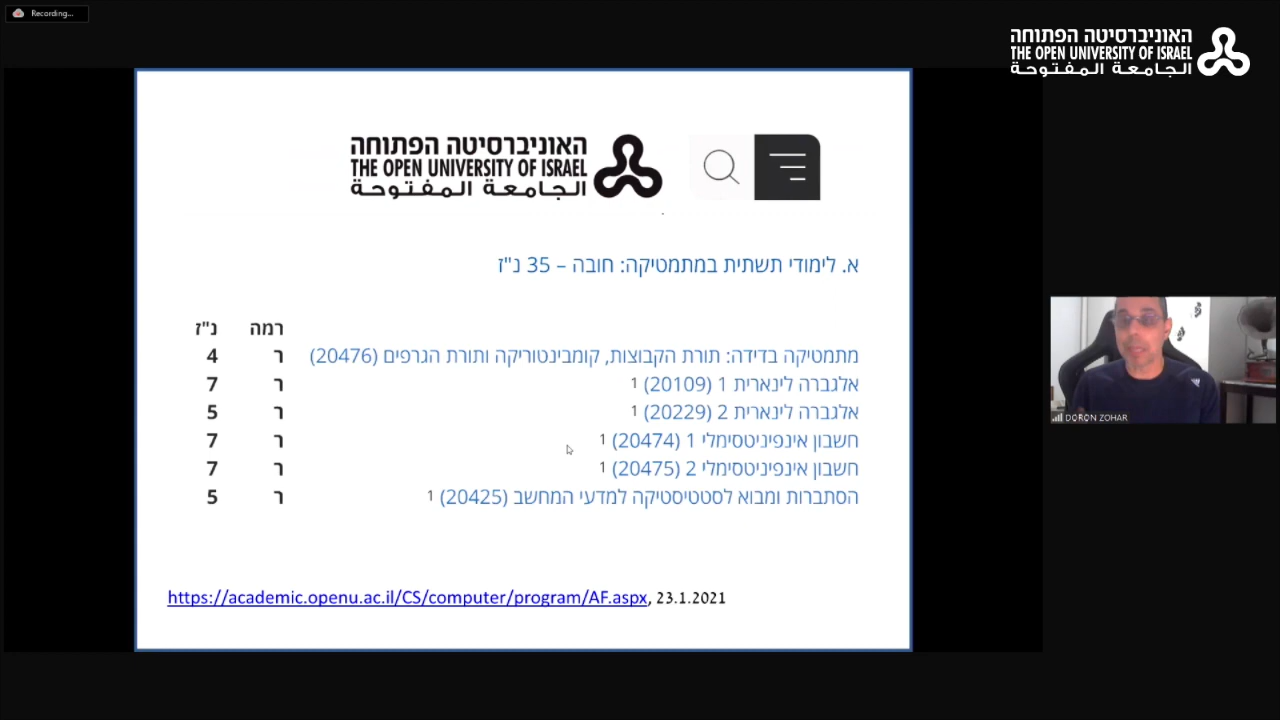 Recording...
האוניברסיטה הפתוחה
THE OPEN UNIVERSITY OF ISRAEL
الجامعة المفتوحة
האוניברסיטה הפתוחה
THE OPEN UNIVERSITY OF ISRAEL
الجامعة المفتوحة
א. לימודי תשתית במתמטיקה: חובה – 35 נ"ז
רמה נ"ז
מתמטיקה בדידה: תורת הקבוצות, קומבינטוריקה ותורת הגרפים (20476) ר 4
אלגברה לינארית 1 (20109) 1 ר 7
אלגברה לינארית 2 (20229) 1 ר 5
חשבון אינפיניטסימלי 1 (20474) 1 ר 7
חשבון אינפיניטסימלי 2 (20475) 1 ר 7
הסתברות ומבוא לסטטיסטיקה למדעי המחשב (20425) 1 ר 5
https://academic.openu.ac.il/CS/computer/program/AF.aspx, 23.1.2021
DORON ZOHAR